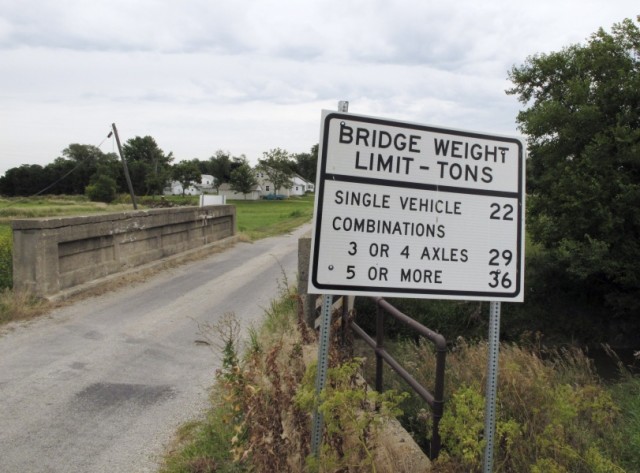 BRIDGE WEIGHT
LIMIT - TONS
SINGLE VEHICLE 22
COMBINATIONS
3 OR 4 AXLES 29
5 OR MORE 36